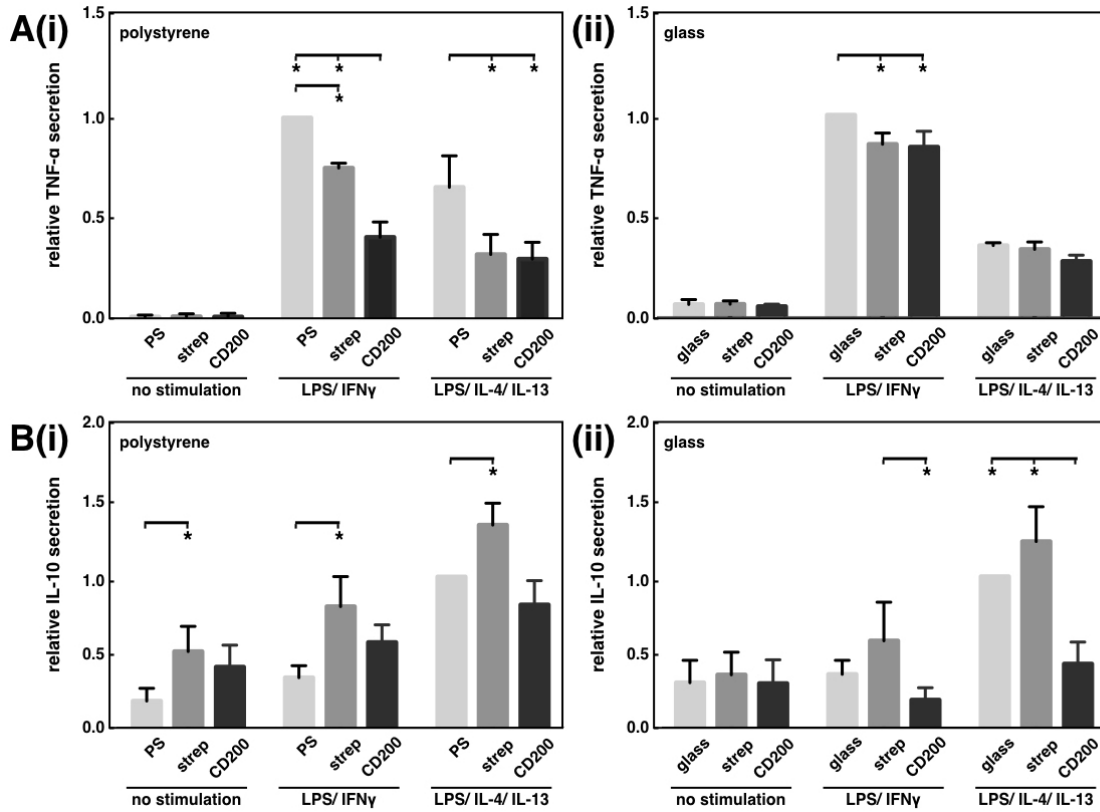 A(i)
polystyrene
relative TNF-α secretion
1.5
1.0
0.5
0.0
* * * *
*
PS strep CD200 PS strep CD200 PS strep CD200
no stimulation LPS/ IFNγ LPS/ IL-4/ IL-13
(ii)
glass
relative TNF-α secretion
1.5
1.0
0.5
0.0
* *
glass strep CD200 glass strep CD200 glass strep CD200
no stimulation LPS/ IFNγ LPS/ IL-4/ IL-13
B(i)
polystyrene
relative IL-10 secretion
2.0
1.5
1.0
0.5
0.0
*
* *
PS strep CD200 PS strep CD200 PS strep CD200
no stimulation LPS/ IFNγ LPS/ IL-4/ IL-13
(ii)
glass
relative IL-10 secretion
2.0
1.5
1.0
0.5
0.0
* * *
glass strep CD200 glass strep CD200 glass strep CD200
no stimulation LPS/ IFNγ LPS/ IL-4/ IL-13